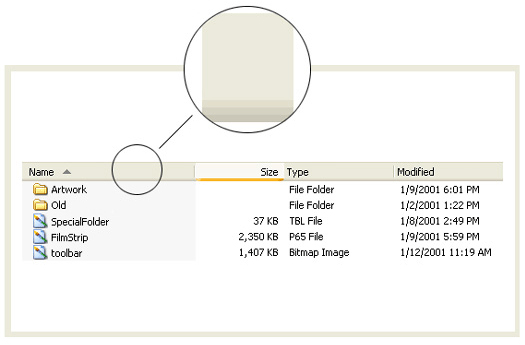 Name Size Type Modified
Artwork File Folder 1/9/2001 6:01 PM
Old File Folder 1/2/2001 1:22 PM
SpecialFolder 37 KB TBL File 1/8/2001 2:49 PM
FilmStrip 2,350 KB P65 File 1/9/2001 5:59 PM
toolbar 1,407 KB Bitmap Image 1/12/2001 11:19 AM